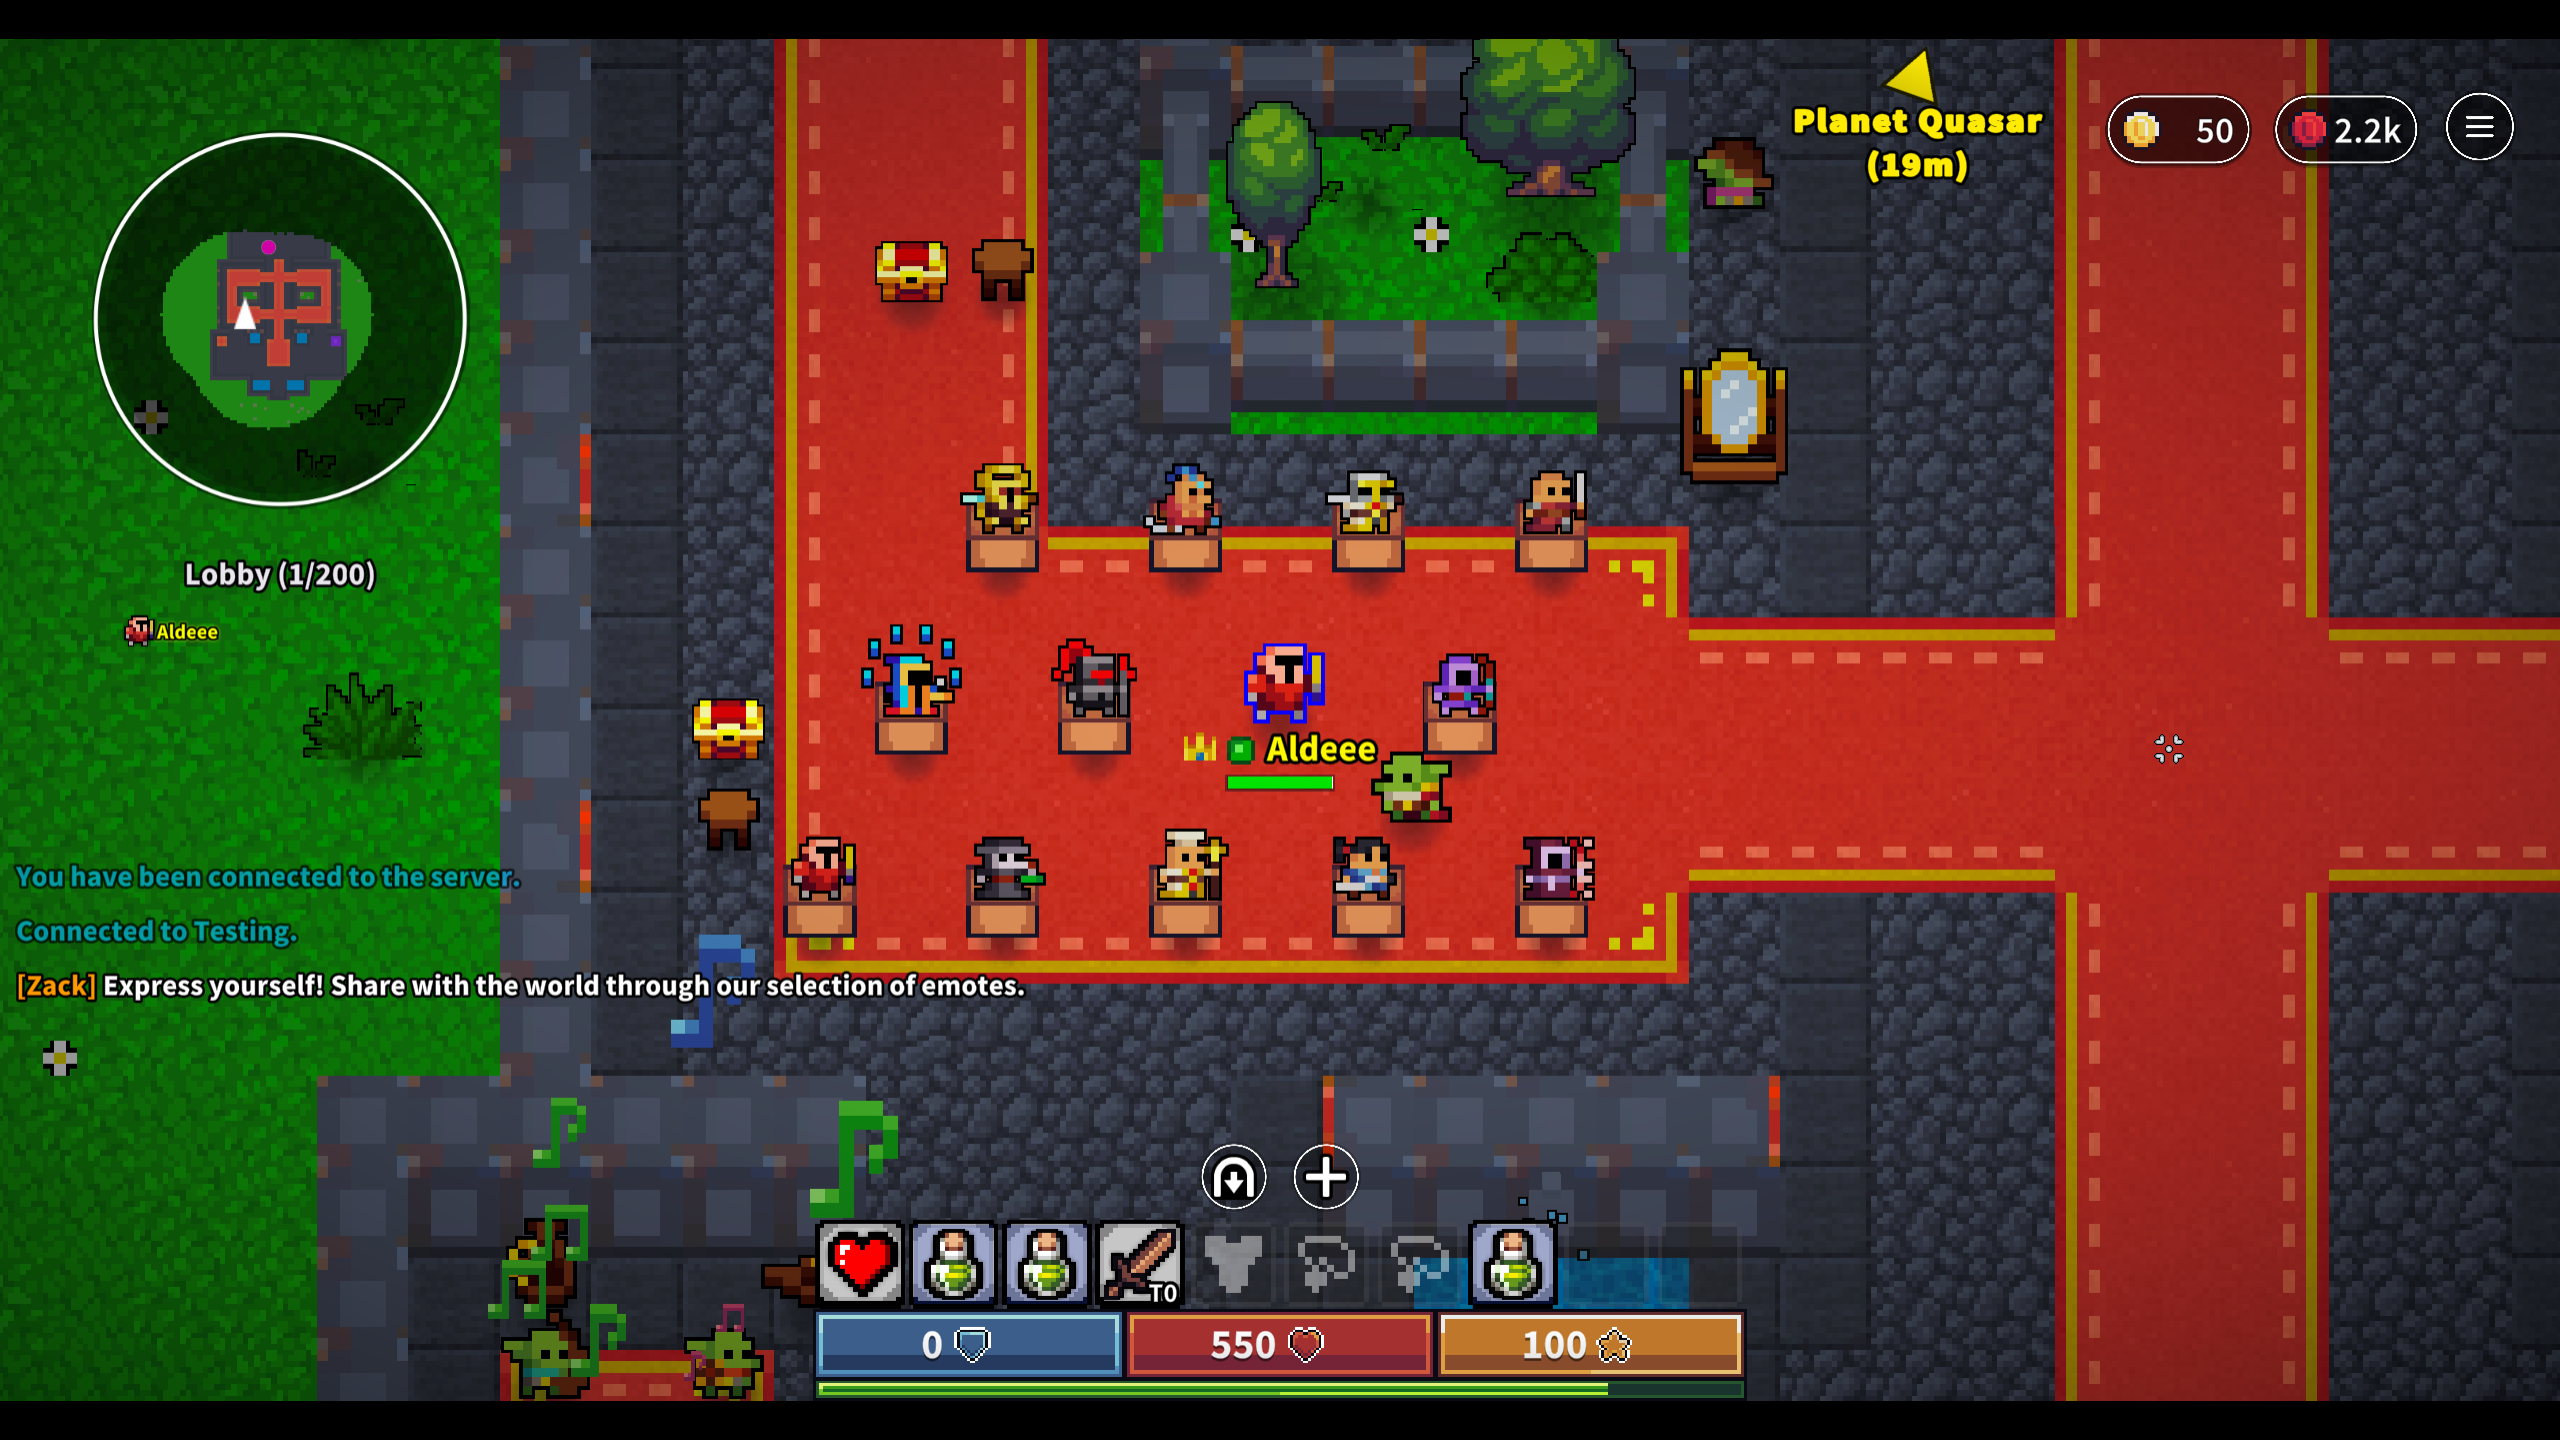 Planet Quasar
(19m)
50
2.2k
Lobby (1/200)
Aldeee
Aldeee
You have been connected to the server.
Connected to Testing.
[Zack] Express yourself! Share with the world through our selection of emotes.
T0
0
550
100